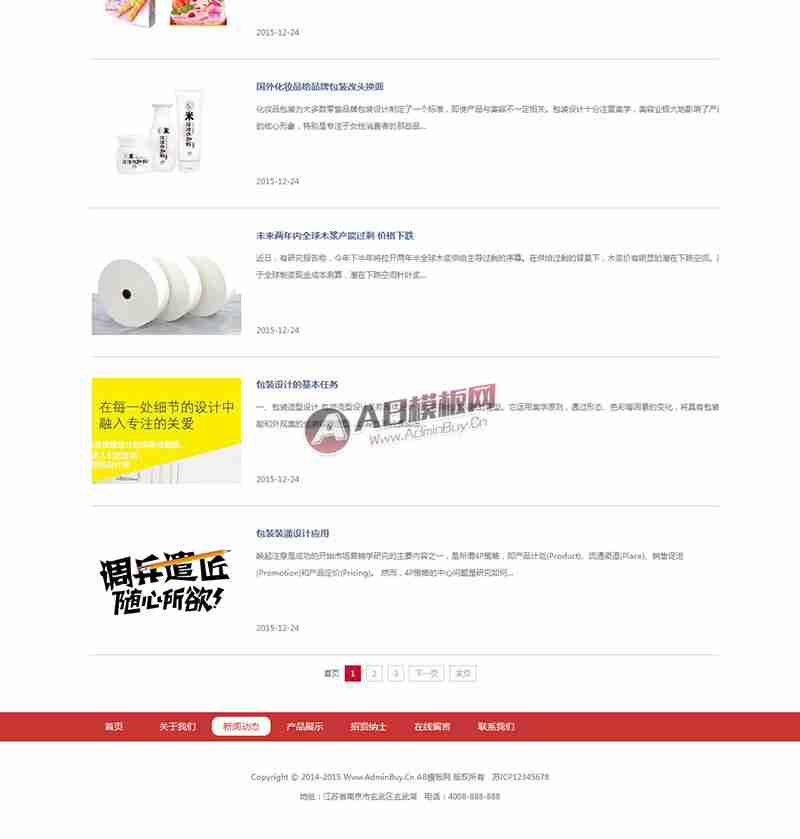 2015-12-24
国外化妆品给品牌包装改头换面
化妆品包装为大多数零售品牌包装设计制定了一个标准，即使产品与美容不一定相关。包装设计十分注重美学，美容业极大地影响了产品
的核心形象，特别是专注于女性消费者的那些品...
2015-12-24
未来两年内全球木浆产能过剩 价格下跌
近日，有研究报告称，今年下半年将拉开两年半全球木浆供给主导过剩的序幕。在供给过剩的背景下，木浆价有明显的潜在下跌空间。
于全球制浆现金成本测算，潜在下跌空间针叶浆...
2015-12-24
在每一处细节的设计中
融入专注的关爱
包装设计的基本任务
一、包装造型设计 包装造型设计
型。它运用美学原则，通过形态、色彩等因素的变化，将具有包装
能和外观美的
AB模板网
Www.AdminBuy.Cn
2015-12-24
调兵遣匠
随心所欲!
包装装潢设计应用
唤起注意是成功的开始市场营销学研究的主要内容之一，是所谓4P策略，即产品计划(Product)、流通渠道(Place)、销售促进
(Promotion)和产品定价(Pricing)。 然而，4P策略的中心问题是研究如何...
2015-12-24
首页 1 2 3 下一页 末页
首页 关于我们 新闻动态 产品展示 招贤纳士 在线留言 联系我们
Copyright © 2014-2015 Www.AdminBuy.Cn AB模板网 版权所有 苏ICP12345678
地址：江苏省南京市玄武区玄武湖 电话：4008-888-888